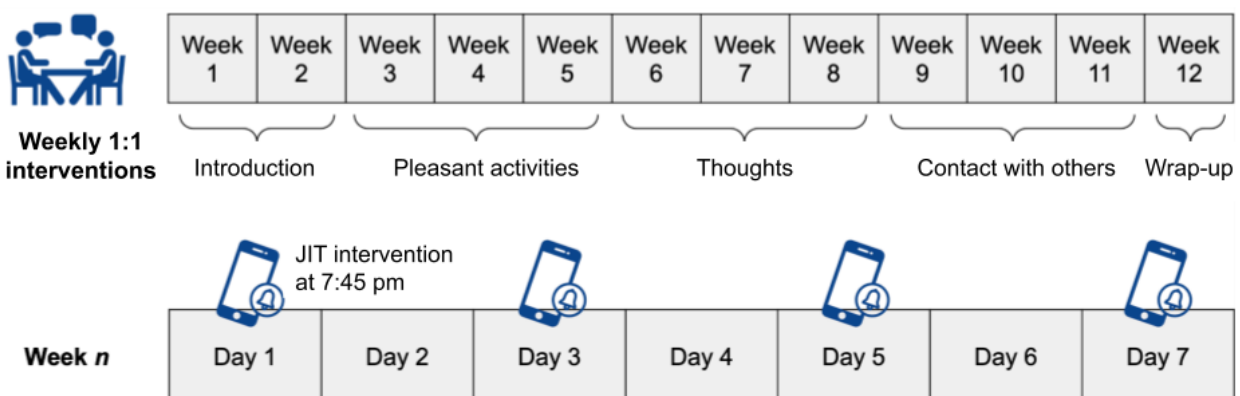 Week 1
Week 2
Week 3
Week 4
Week 5
Week 6
Week 7
Week 8
Week 9
Week 10
Week 11
Week 12
Weekly 1:1
interventions
Introduction
Pleasant activities
Thoughts
Contact with others
Wrap-up
JIT intervention
at 7:45 pm
Week n
Day 1
Day 2
Day 3
Day 4
Day 5
Day 6
Day 7